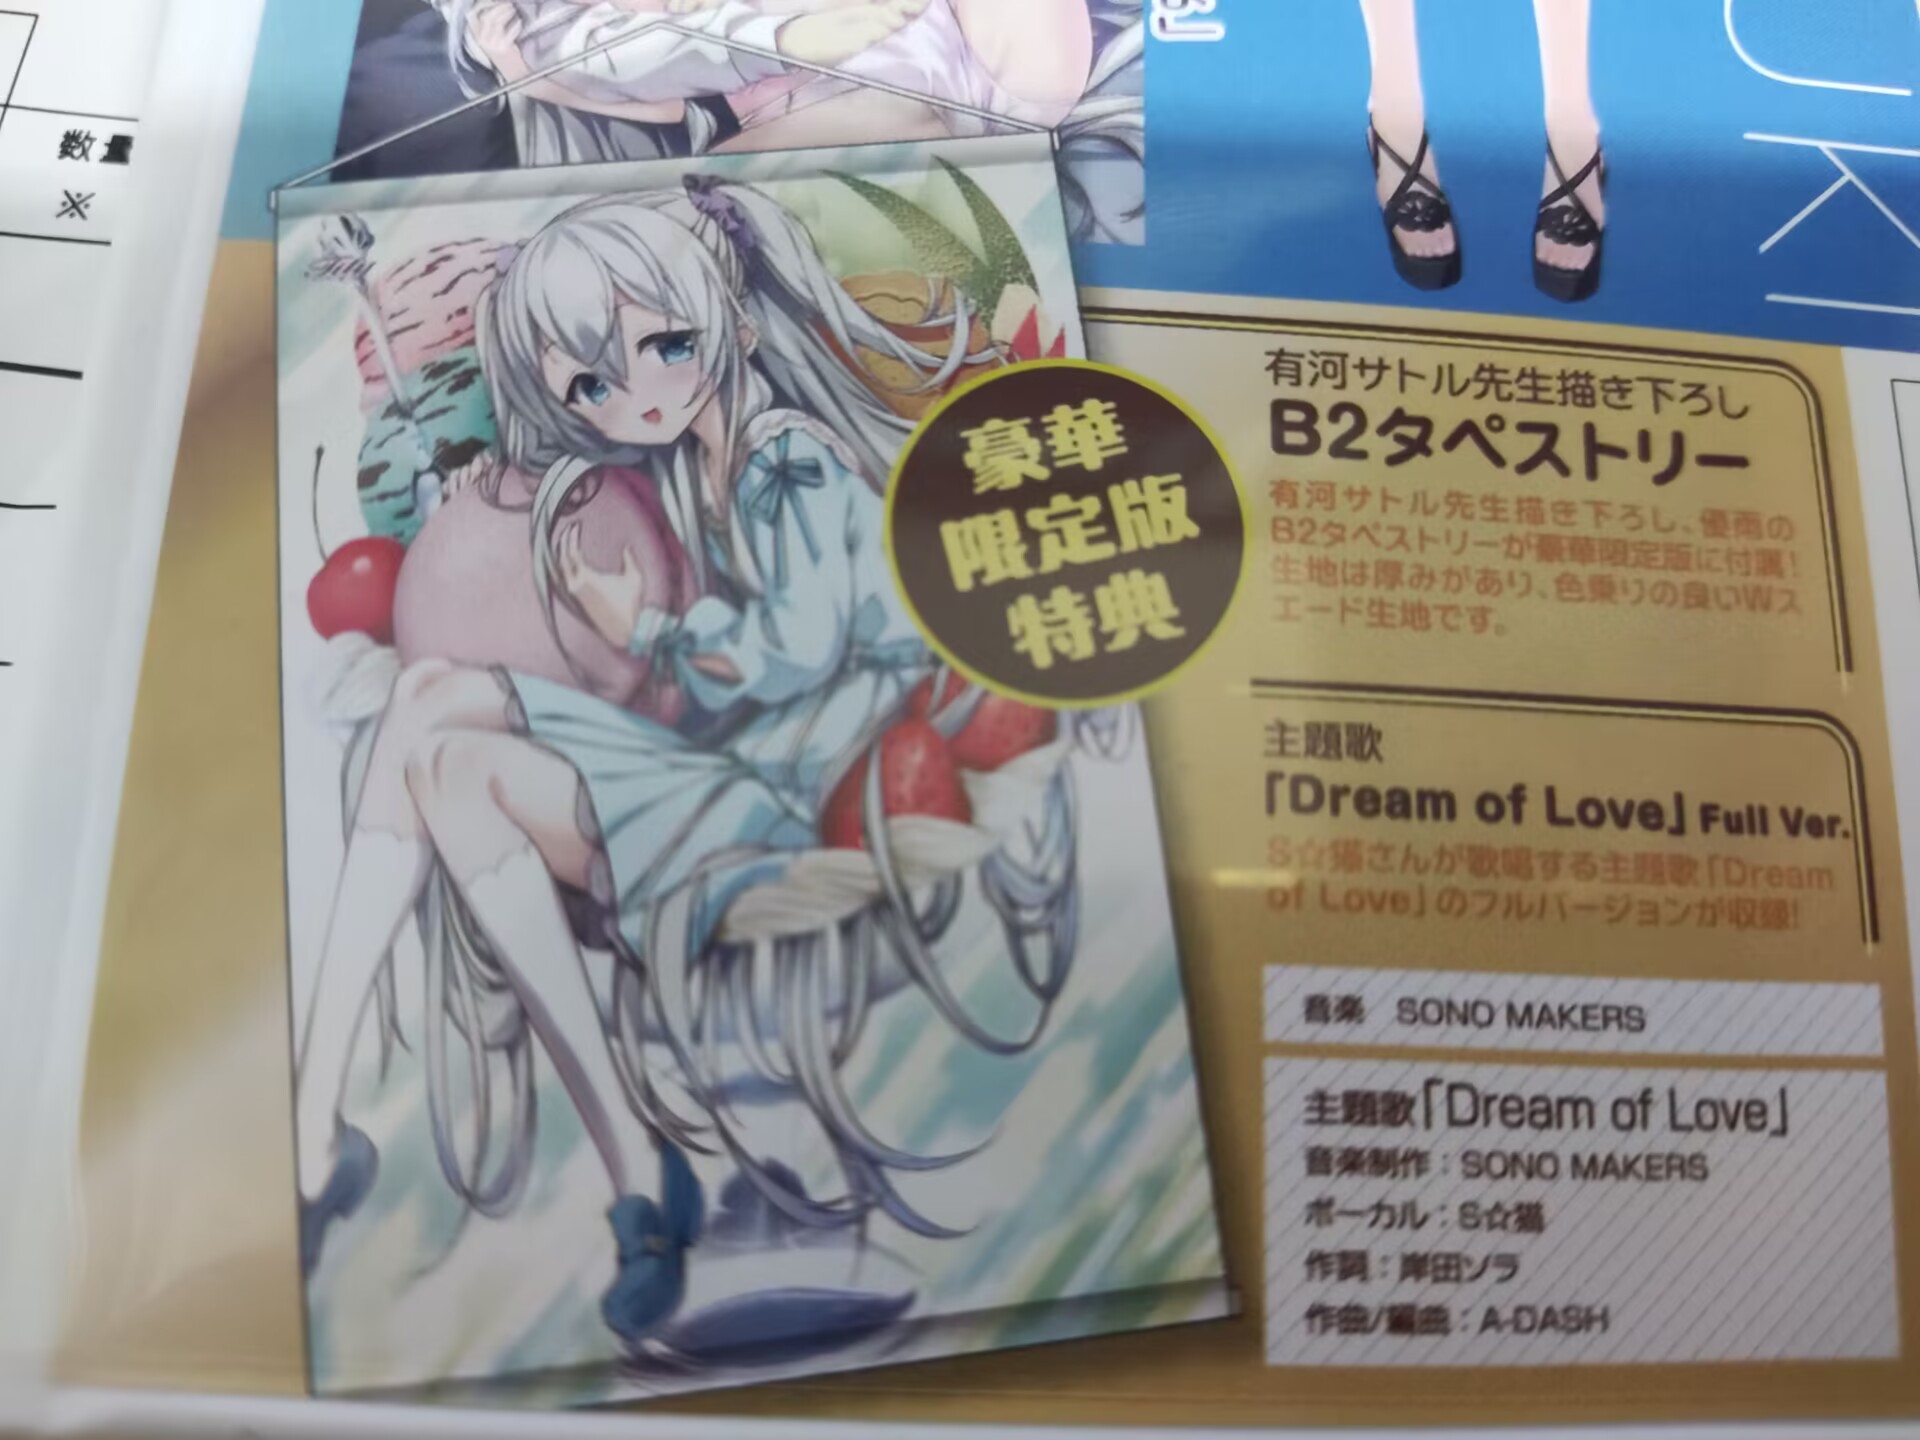 数量
※
UKI
有河サトル先生描き下ろし
B2タペストリー
有河サトル先生描き下ろし、優雨の
B2タペストリーが豪華限定版に付属!
生地は厚みがあり、色乗りの良いWス
エード生地です。
豪華
限定版
特典
主題歌
「Dream of Love」Full Ver.
S☆猫さんが歌唱する主題歌「Dream
of Love」のフルバージョンが収録!
音楽 SONO MAKERS
主題歌「Dream of Love」
音楽制作:SONO MAKERS
ボーカル:S☆猫
作詞:岸田ソラ
作曲/編曲:A-DASH